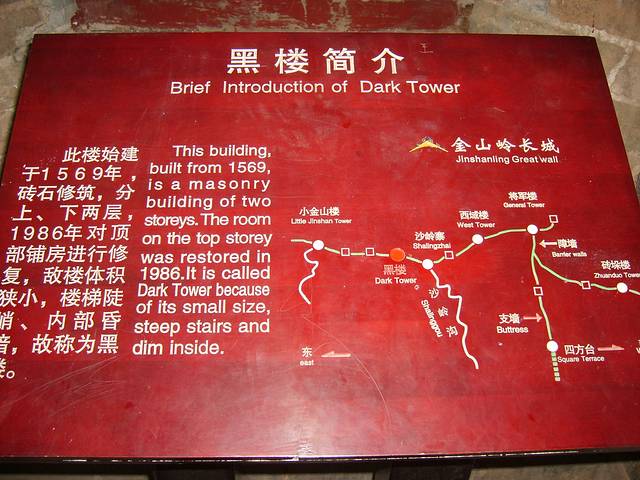 黑楼简介
Brief Introduction of Dark Tower
此楼始建
于1569年，
砖石修筑，分
上、下两层，
1986年对顶
部铺房进行修
复，敌楼体积
狭小，楼梯陡
峭、内部昏
暗，故称为黑
楼。
This building,
built from 1569,
is a masonry
building of two
storeys. The room
on the top storey
was restored in
1986.It is called
Dark Tower because
of its small size,
steep stairs and
dim inside.
金山岭长城
Jinshanling Greatwall
将军楼
General Tower
小金山楼
Little Jinshan Tower
西域楼
West Tower
沙岭寨
Shalingzhai
障墙
Barrier walls
黑楼
Dark Tower
砖垛楼
Zhuanduo Tower
沙岭沟
Shalinggou
支墙
Buttress
东
east
四方台
Square Terrace